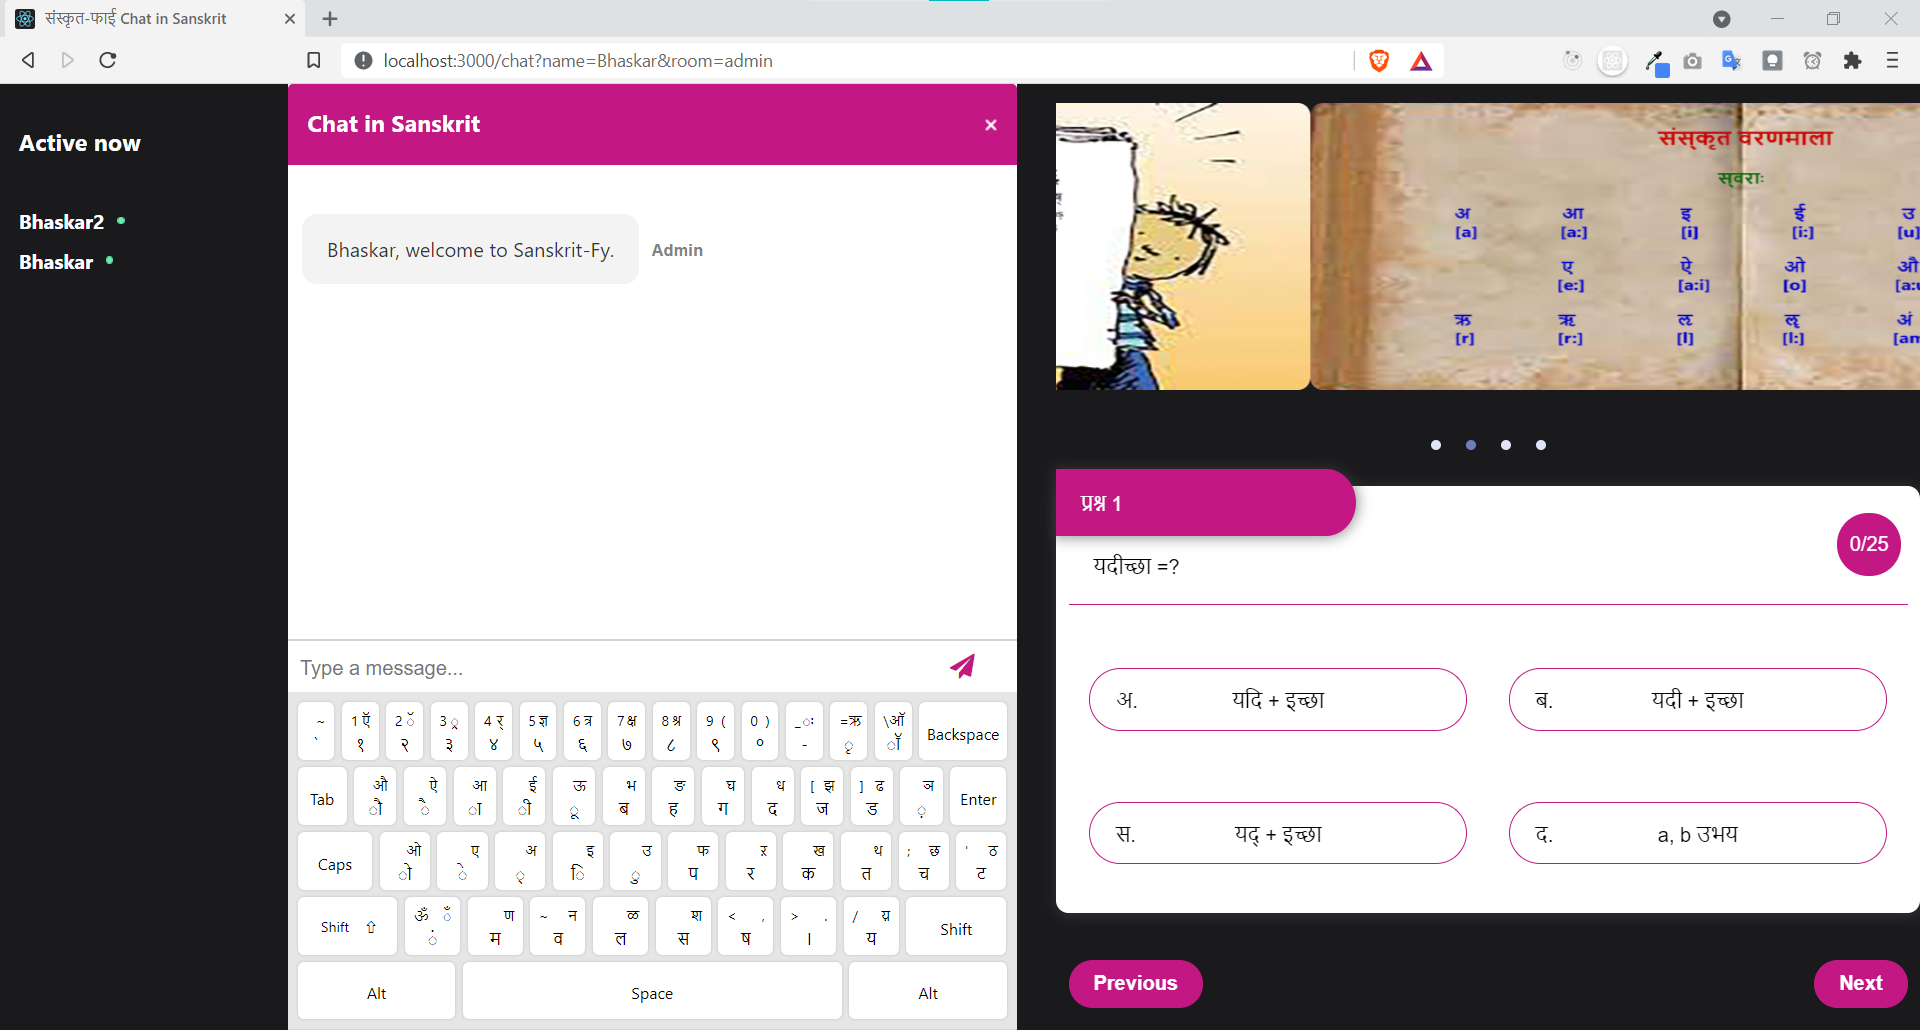 संस्कृत-फाई Chat in Sanskrit
localhost:3000/chat?name=Bhaskar&room=admin
Active now
Bhaskar2
Bhaskar
Chat in Sanskrit
Bhaskar, welcome to Sanskrit-Fy. Admin
Type a message...
~ 1 ऍ 2 ॅ 3 ्र 4 र् 5 ज्ञ 6 त्र 7 क्ष 8 श्र 9 ( 0 ) _ ः =ऋ \ऑ
` १ २ ३ ४ ५ ६ ७ ८ ९ ० - ृ ॉ Backspace
औ ऐ आ ई ऊ भ ङ घ ध [ झ ] ढ ञ
Tab ौ ै ा ी ू ब ह ग द ज ड ़ Enter
ओ ए अ इ उ फ ऱ ख थ ; छ ' ठ
Caps ो े ् ि ु प र क त च ट
ॐ ँ ण ~ न ळ श < , > . / य़
Shift ⇧ ं म व ल स ष । य Shift
Alt Space Alt
संस्कृत वरणमाला
स्वराः
अ आ इ ई उ
[a] [a:] [i] [i:] [u]
ए ऐ ओ औ
[e:] [a:i] [o]
ऋ ॠ ऌ ॡ अं
[r] [r:] [l] [l:]
प्रश्न 1
0/25
यदीच्छा =?
अ. यदि + इच्छा
ब. यदी + इच्छा
स. यद् + इच्छा
द. a, b उभय
Previous Next